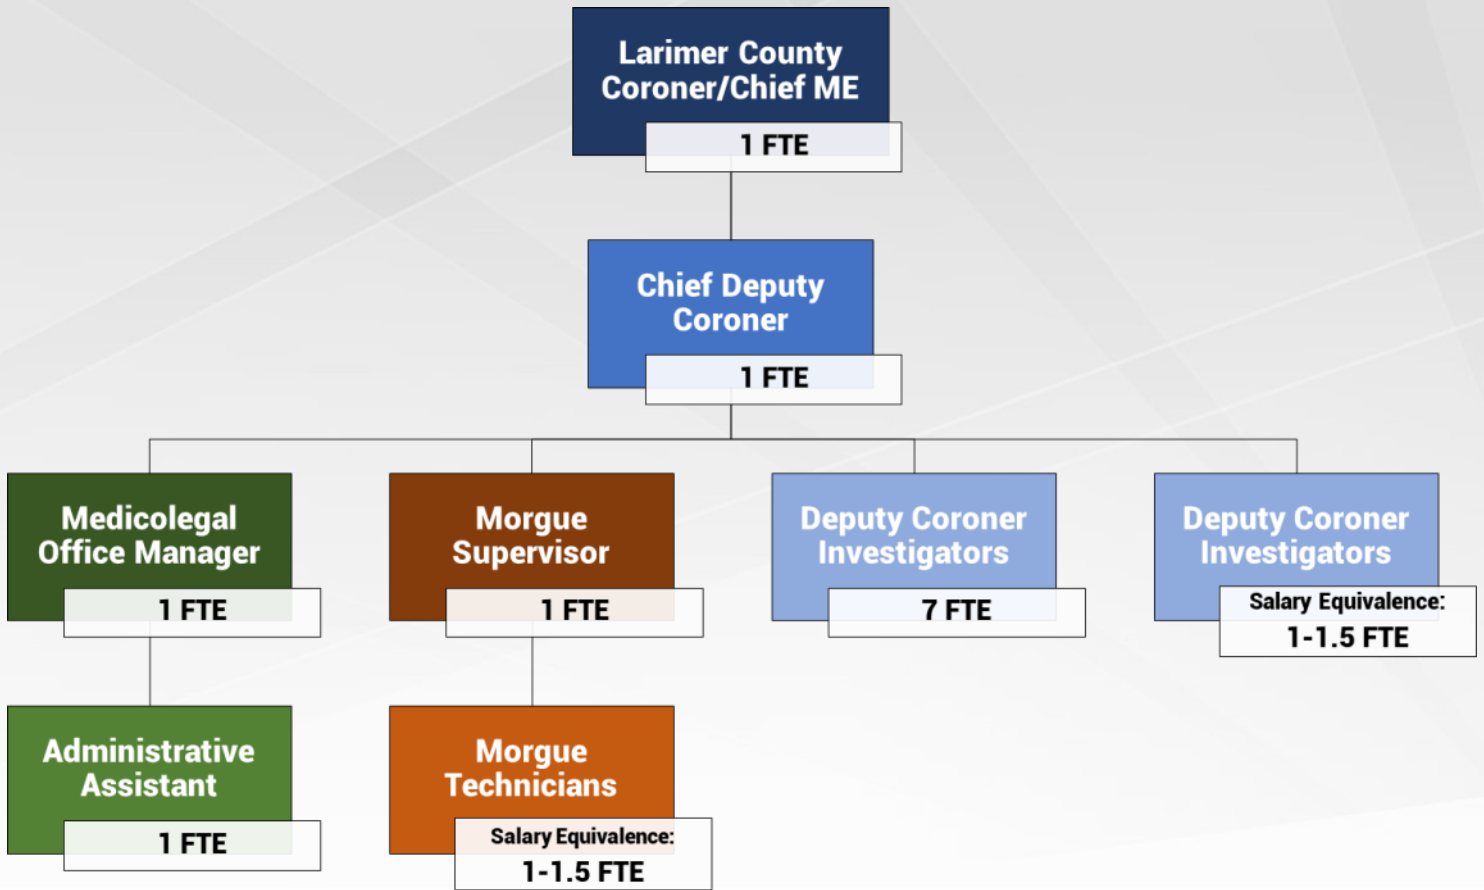 Larimer County
Coroner/Chief ME
1 FTE
Chief Deputy
Coroner
1 FTE
Medicolegal
Office Manager
1 FTE
Morgue
Supervisor
1 FTE
Deputy Coroner
Investigators
7 FTE
Deputy Coroner
Investigators
Salary Equivalence:
1-1.5 FTE
Administrative
Assistant
1 FTE
Morgue
Technicians
Salary Equivalence:
1-1.5 FTE